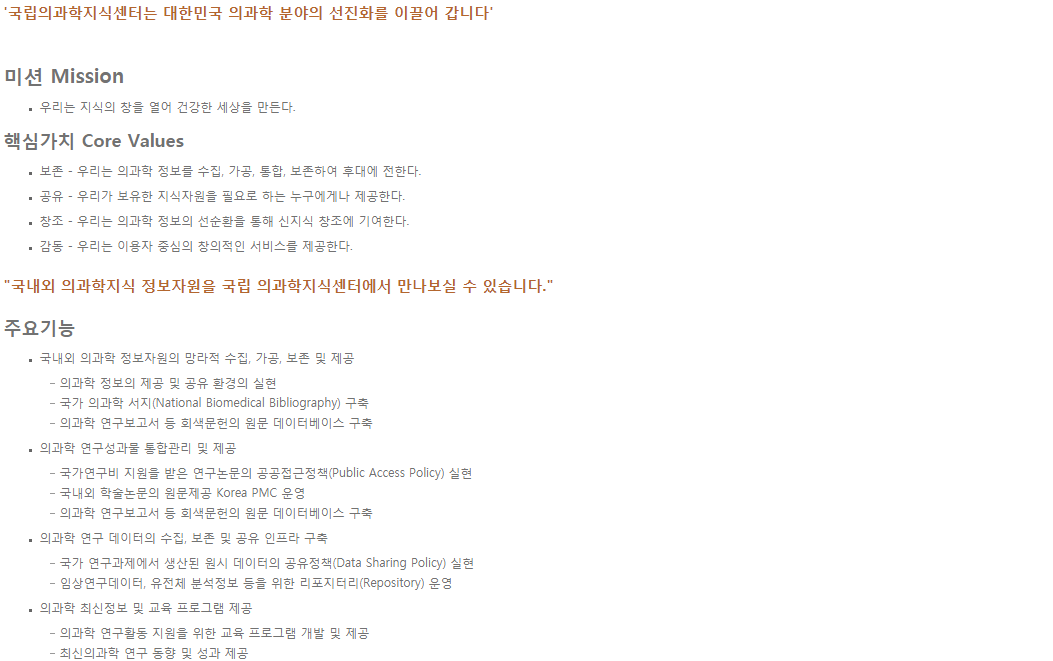 '국립의과학지식센터는 대한민국 의과학 분야의 선진화를 이끌어 갑니다'
미션 Mission
• 우리는 지식의 창을 열어 건강한 세상을 만든다.
핵심가치 Core Values
• 보존 - 우리는 의과학 정보를 수집, 가공, 통합, 보존하여 후대에 전한다.
• 공유 - 우리가 보유한 지식자원을 필요로 하는 누구에게나 제공한다.
• 창조 - 우리는 의과학 정보의 선순환을 통해 신지식 창조에 기여한다.
• 감동 - 우리는 이용자 중심의 창의적인 서비스를 제공한다.
"국내외 의과학지식 정보자원을 국립 의과학지식센터에서 만나보실 수 있습니다."
주요기능
• 국내외 의과학 정보자원의 망라적 수집, 가공, 보존 및 제공
- 의과학 정보의 제공 및 공유 환경의 실현
- 국가 의과학 서지(National Biomedical Bibliography) 구축
- 의과학 연구보고서 등 회색문헌의 원문 데이터베이스 구축
• 의과학 연구성과물 통합관리 및 제공
- 국가연구비 지원을 받은 연구논문의 공공접근정책(Public Access Policy) 실현
- 국내외 학술논문의 원문제공 Korea PMC 운영
- 의과학 연구보고서 등 회색문헌의 원문 데이터베이스 구축
• 의과학 연구 데이터의 수집, 보존 및 공유 인프라 구축
- 국가 연구과제에서 생산된 원시 데이터의 공유정책(Data Sharing Policy) 실현
- 임상연구데이터, 유전체 분석정보 등을 위한 리포지터리(Repository) 운영
• 의과학 최신정보 및 교육 프로그램 제공
- 의과학 연구활동 지원을 위한 교육 프로그램 개발 및 제공
- 최신의과학 연구 동향 및 성과 제공